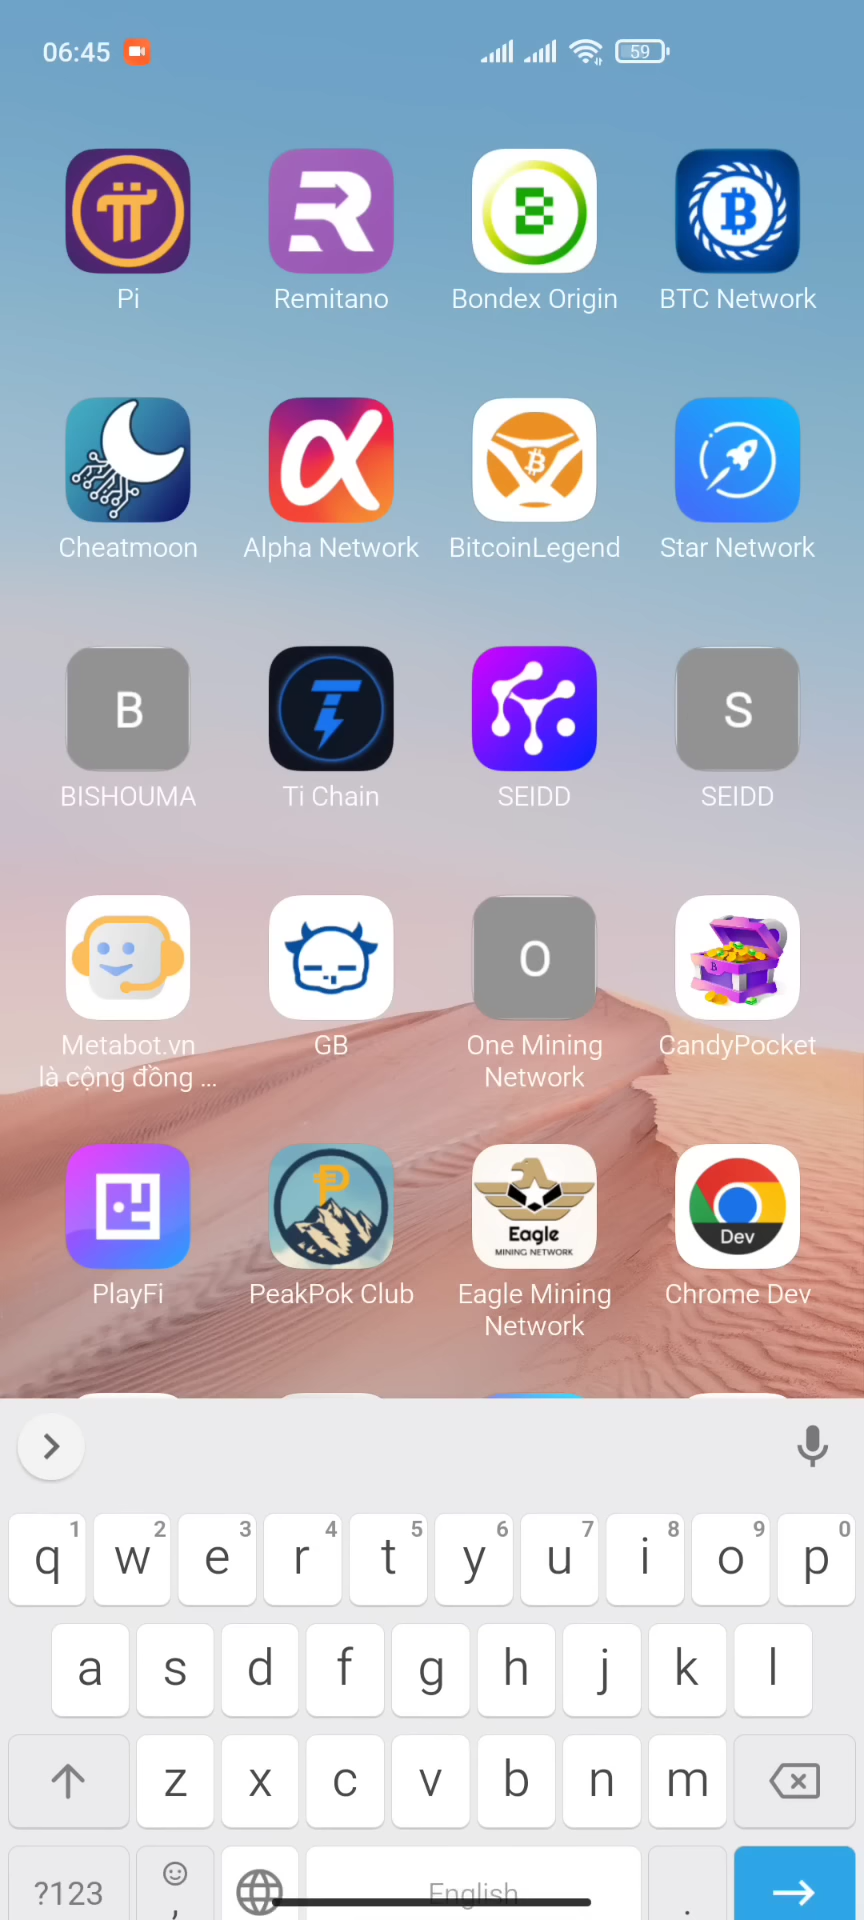 06:45
59
Pi
Remitano
Bondex Origin
BTC Network
Cheatmoon
Alpha Network
BitcoinLegend
Star Network
B
S
BISHOUMA
Ti Chain
SEIDD
SEIDD
O
Metabot.vn
là cộng đồng ...
GB
One Mining
Network
CandyPocket
Eagle
MINING NETWORK
Dev
PlayFi
PeakPok Club
Eagle Mining
Network
Chrome Dev
1 2 3 4 5 6 7 8 9 0
q w e r t y u i o p
a s d f g h j k l
z x c v b n m
?123 , English .